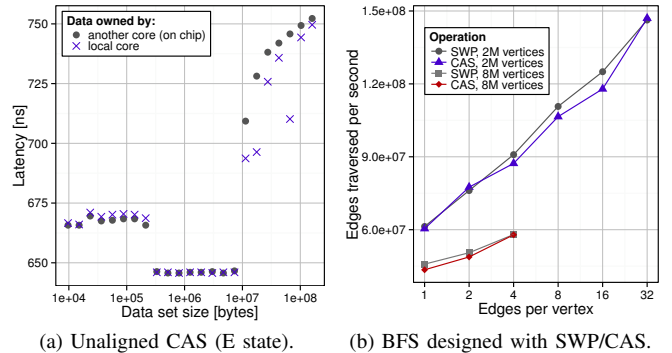 Data owned by:
another core (on chip)
local core
Latency [ns]
750
725
700
675
650
1e+04
1e+05
1e+06
1e+07
1e+08
Data set size [bytes]
(a) Unaligned CAS (E state).
Operation
SWP, 2M vertices
CAS, 2M vertices
SWP, 8M vertices
CAS, 8M vertices
Edges traversed per second
1.5e+08
1.2e+08
9.0e+07
6.0e+07
1
2
4
8
16
32
Edges per vertex
(b) BFS designed with SWP/CAS.